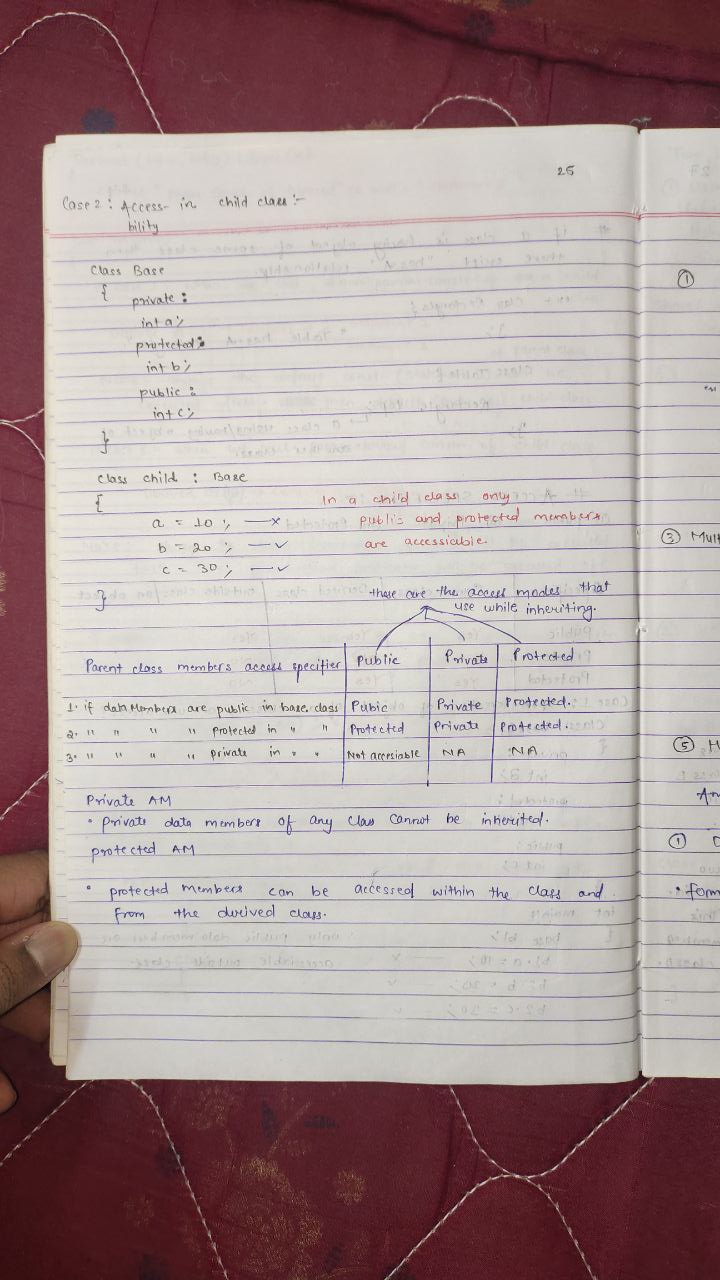 25
Case 2 : Access- in child class :-
bility
Class Base
{ private :
int a;
protected :
int b;
public :
int c;
}
class child : Base
{
In a child class only
a = 10 ; —x public and protected members
b = 20 ; —✓ are accessiable.
c = 30 ; —✓
} these are the access modes that
use while inheriting.
Parent class members access specifier Public Private Protected
1. if data Members are public in base class Pubic Private Protected.
2. " " " " Protected in " " Protected Private Protected.
3. " " " " private in " " Not accesiable NA NA
Private AM
• Private data members of any class cannot be inherited.
protected AM
• protected members can be accessed within the class and
from the derived class.
①
③ Mult
⑤
① 
• form